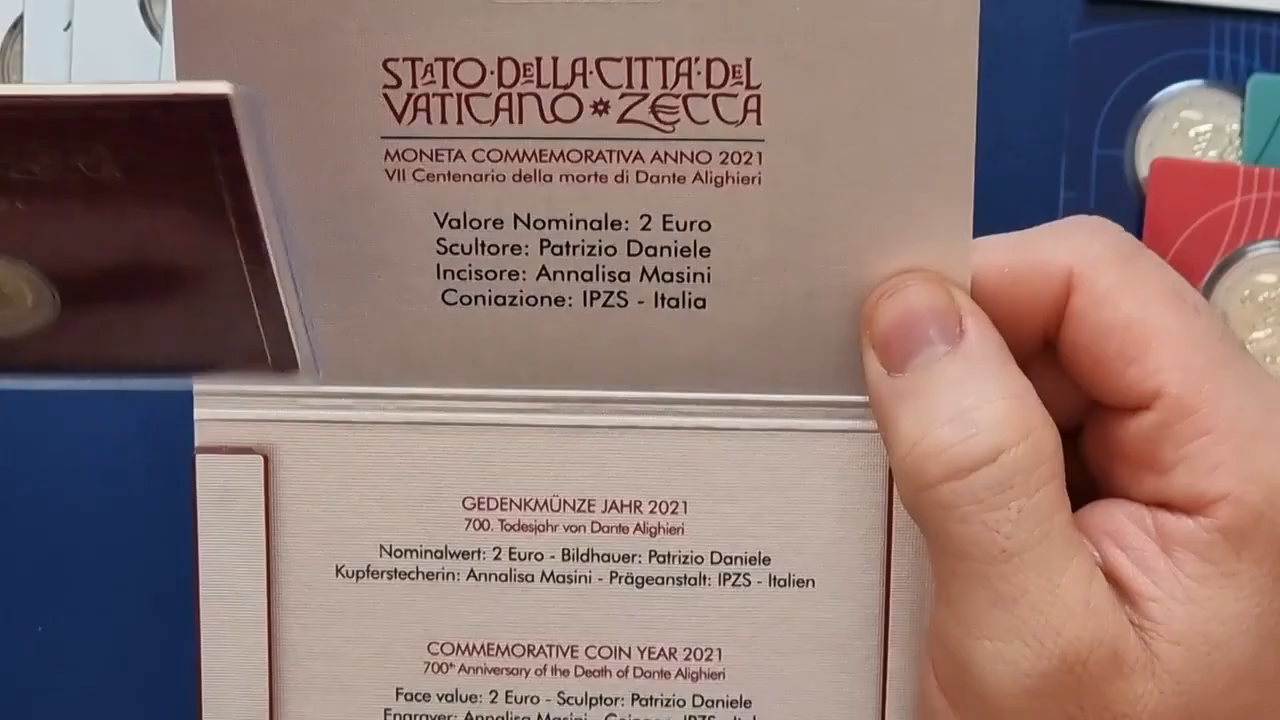 STATO·DELLA·CITTA'·DEL
VATICANO ZECCA
MONETA COMMEMORATIVA ANNO 2021
VII Centenario della morte di Dante Alighieri
Valore Nominale: 2 Euro
Scultore: Patrizio Daniele
Incisore: Annalisa Masini
Coniazione: IPZS - Italia
GEDENKMÜNZE JAHR 2021
700. Todesjahr von Dante Alighieri
Nominalwert: 2 Euro - Bildhauer: Patrizio Daniele
Kupferstecherin: Annalisa Masini - Prägeanstalt: IPZS - Italien
COMMEMORATIVE COIN YEAR 2021
700th Anniversary of the Death of Dante Alighieri
Face value: 2 Euro - Sculptor: Patrizio Daniele
Engraver: Annalisa Masini